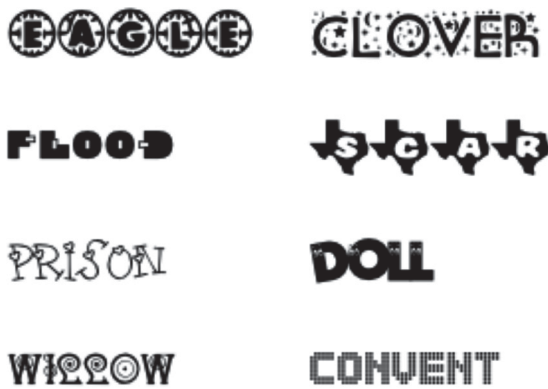 EAGLE CLOVER
FLOOD SCAR
PRISON DOLL
WILLOW CONVENT